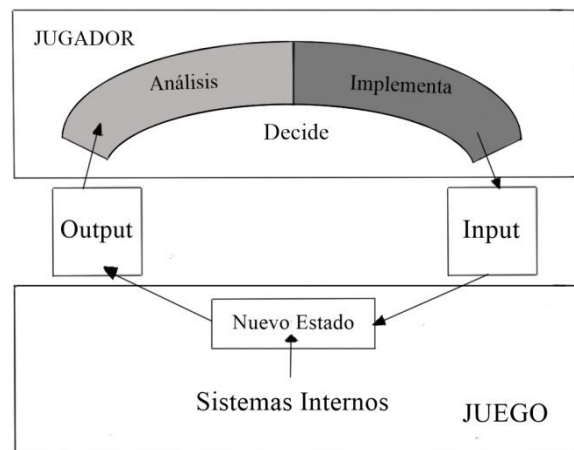 JUGADOR
Análisis
Implementa
Decide
Output
Input
Nuevo Estado
Sistemas Internos
JUEGO